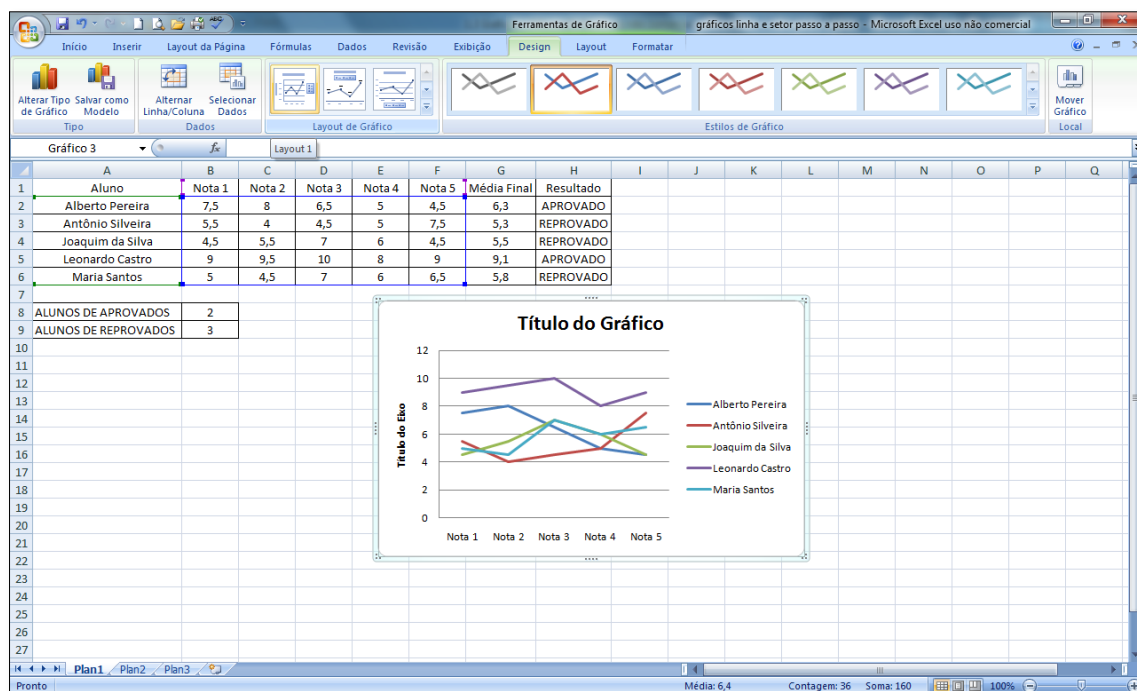 Ferramentas de Gráfico
gráficos linha e setor passo a passo - Microsoft Excel uso não comercial
Início Inserir Layout da Página Fórmulas Dados Revisão Exibição Design Layout Formatar
Alterar Tipo de Gráfico
Salvar como Modelo
Alternar Linha/Coluna
Selecionar Dados
Mover Gráfico
Tipo Dados Layout de Gráfico Estilos de Gráfico Local
Gráfico 3 fx
Layout 1
A B C D E F G H I J K L M N O P Q
1 Aluno Nota 1 Nota 2 Nota 3 Nota 4 Nota 5 Média Final Resultado
2 Alberto Pereira 7,5 8 6,5 5 4,5 6,3 APROVADO
3 Antônio Silveira 5,5 4 4,5 5 7,5 5,3 REPROVADO
4 Joaquim da Silva 4,5 5,5 7 6 4,5 5,5 REPROVADO
5 Leonardo Castro 9 9,5 10 8 9 9,1 APROVADO
6 Maria Santos 5 4,5 7 6 6,5 5,8 REPROVADO
7
8 ALUNOS DE APROVADOS 2
9 ALUNOS DE REPROVADOS 3
10
11
12
13
14
15
16
17
18
19
20
21
22
23
24
25
26
27
Título do Gráfico
Título do Eixo
12
10
8
6
4
2
0
Nota 1 Nota 2 Nota 3 Nota 4 Nota 5
Alberto Pereira
Antônio Silveira
Joaquim da Silva
Leonardo Castro
Maria Santos
Plan1 Plan2 Plan3
Pronto Média: 6,4 Contagem: 36 Soma: 160 100%